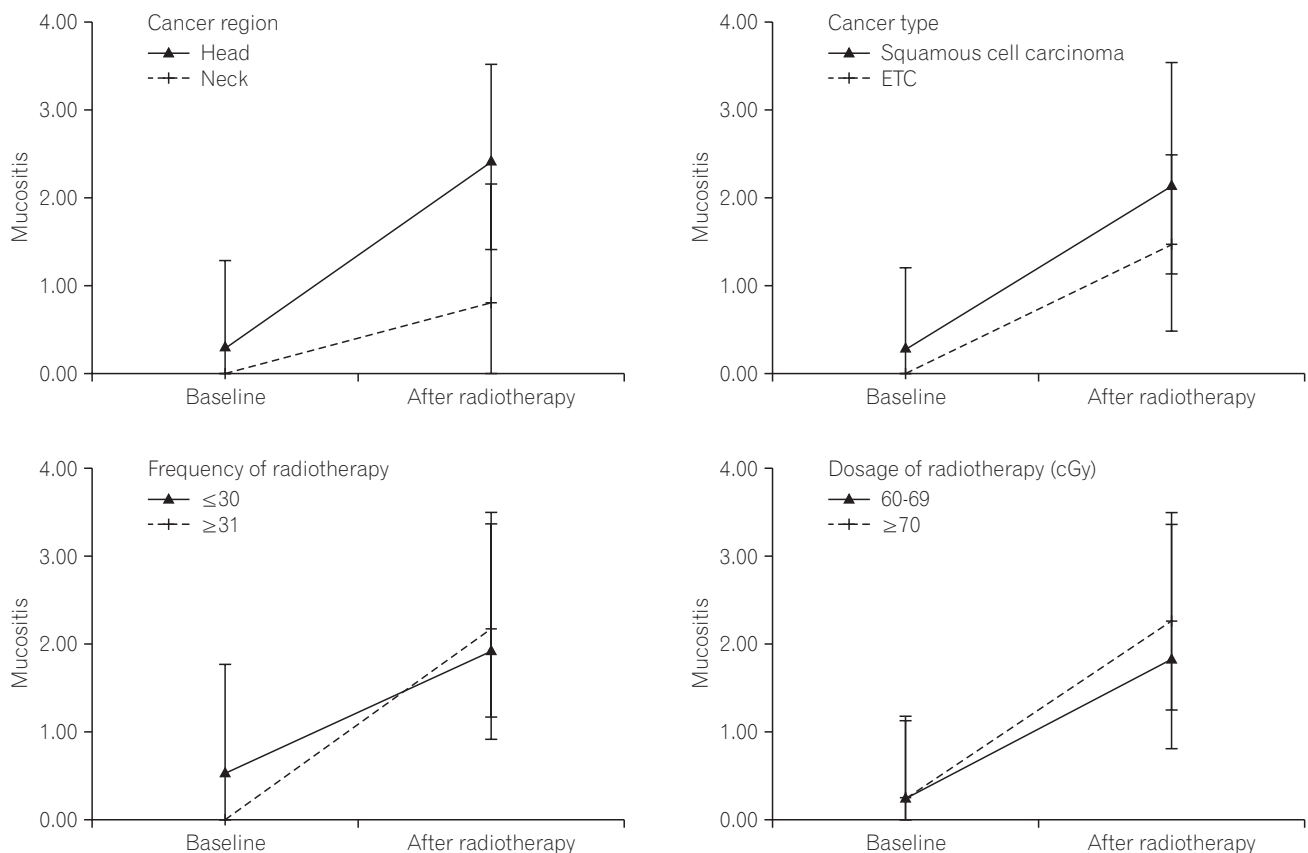 Cancer region
Head
Neck
4.00
3.00
2.00
1.00
0.00
Mucositis
Baseline
After radiotherapy
Cancer type
Squamous cell carcinoma
ETC
4.00
3.00
2.00
1.00
0.00
Mucositis
Baseline
After radiotherapy
Frequency of radiotherapy
≤30
≥31
4.00
3.00
2.00
1.00
0.00
Mucositis
Baseline
After radiotherapy
Dosage of radiotherapy (cGy)
60-69
≥70
4.00
3.00
2.00
1.00
0.00
Mucositis
Baseline
After radiotherapy